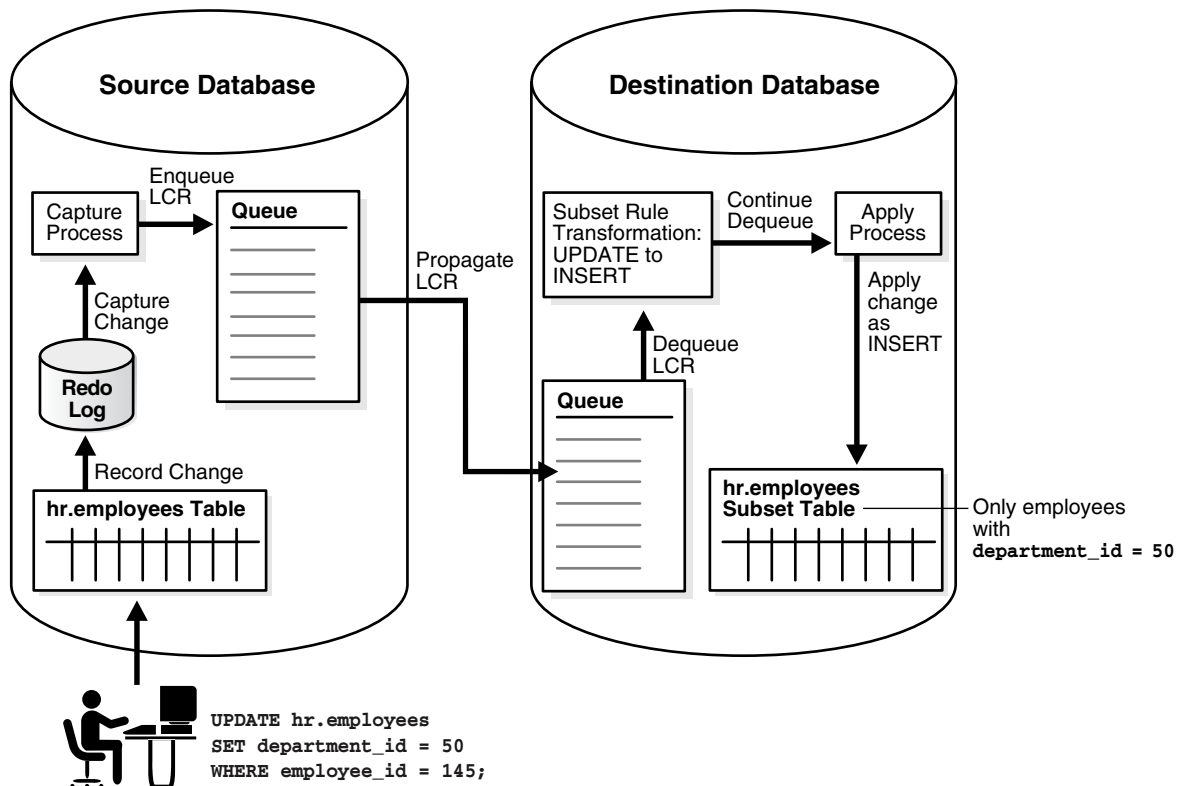 Source Database
Capture
Process
Enqueue
LCR
Queue
Capture
Change
Redo
Log
Record Change
hr.employees Table
Propagate
LCR
Destination Database
Subset Rule
Transformation:
UPDATE to
INSERT
Continue
Dequeue
Apply
Process
Dequeue
LCR
Apply
change
as
INSERT
Queue
hr.employees
Subset Table
Only employees
with
department_id = 50
UPDATE hr.employees
SET department_id = 50
WHERE employee_id = 145;